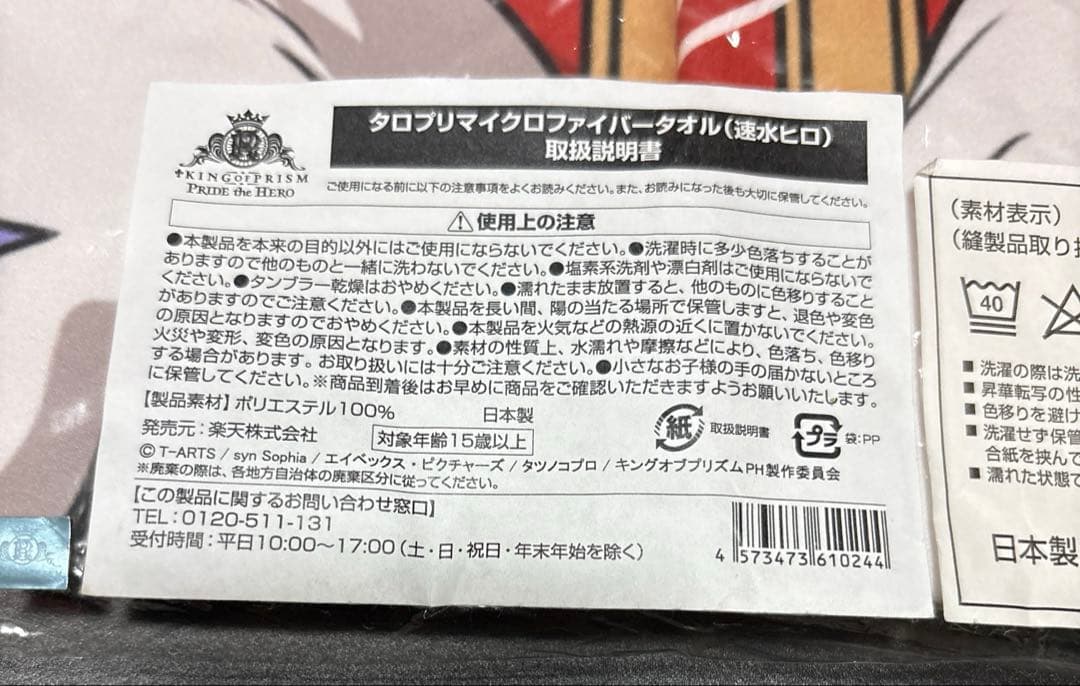 KING OF PRISM
PRIDE the HERO
タロプリマイクロファイバータオル(速水ヒロ)
取扱説明書
ご使用になる前に以下の注意事項をよくお読みください。また、お読みになった後も大切に保管してください。
⚠使用上の注意
●本製品を本来の目的以外にはご使用にならないでください。●洗濯時に多少色落ちすることが
ありますので他のものと一緒に洗わないでください。●塩素系洗剤や漂白剤はご使用にならないで
ください。●タンブラー乾燥はおやめください。●濡れたまま放置すると、他のものに色移りすること
がありますのでご注意ください。●本製品を長い間、陽の当たる場所で保管しますと、退色や変色
の原因となりますのでおやめください。●本製品を火気などの熱源の近くに置かないでください。
火災や変形、変色の原因となります。●素材の性質上、水濡れや摩擦などにより、色落ち、色移り
する場合があります。お取り扱いには十分ご注意ください。●小さなお子様の手の届かないところ
に保管してください。※商品到着後はお早めに商品をご確認いただきますようお願いいたします。
【製品素材】ポリエステル100% 日本製
発売元:楽天株式会社 対象年齢15歳以上
紙 取扱説明書 プラ 袋:PP
© T-ARTS / syn Sophia / エイベックス・ピクチャーズ / タツノコプロ / キングオブプリズムPH製作委員会
※廃棄の際は、各地方自治体の廃棄区分に従ってください。
【この製品に関するお問い合わせ窓口】
TEL:0120-511-131
受付時間:平日10:00〜17:00(土・日・祝日・年末年始を除く)
4 573473 610244
(素材表示)
(縫製品取り
40
■ 洗濯の際は洗
■ 昇華転写の性
■ 色移りを避け
■ 洗濯せず保管
合紙を挟んで
■ 濡れた状態で
日本製